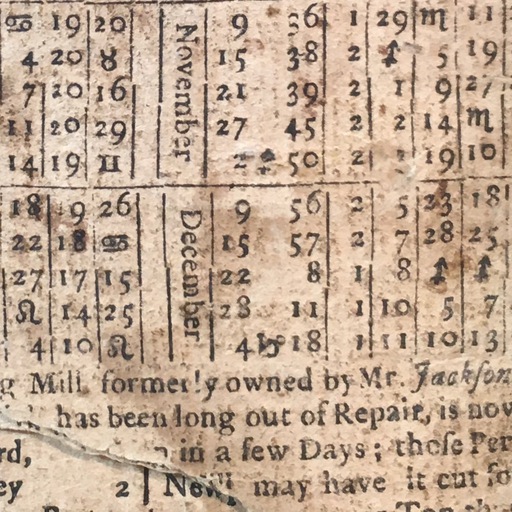 ♋ 19 20 9 36 1 29 ♏ 11
4 20 ♉ 15 38 2 ♐ 5 19
7 20 16 21 39 2 1 9 27
11 20 29 27 45 2 2 14 ♏
14 19 ♊ 2 ♐ 50 2 19 10
November
18 19 26 9 56 2 5 23 18
22 18 ♋ 15 57 2 7 28 25
27 17 15 22 8 1 8 ♐ ♐
♌ 14 25 28 11 1 10 5 7
4 10 ♌ 4 ♑ 18 1 11 10 13
December
g Mill formerly owned by Mr. Jackſon
has been long out of Repair, is now
rd, in a few Days; thoſe Per
ey 2 New may have it cut ſo